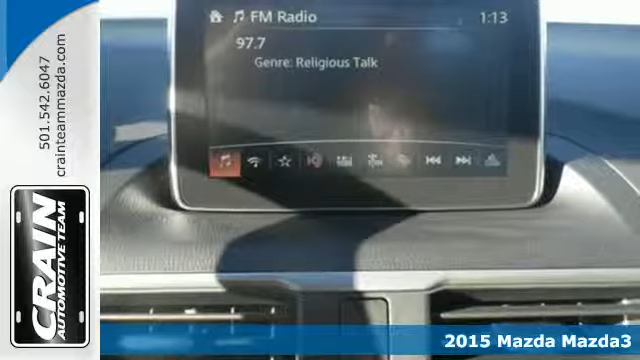 FM Radio 1:13
97.7
Genre: Religious Talk
501.542.6047
crainteammazda.com
CRAIN
AUTOMOTIVE TEAM
2015 Mazda Mazda3